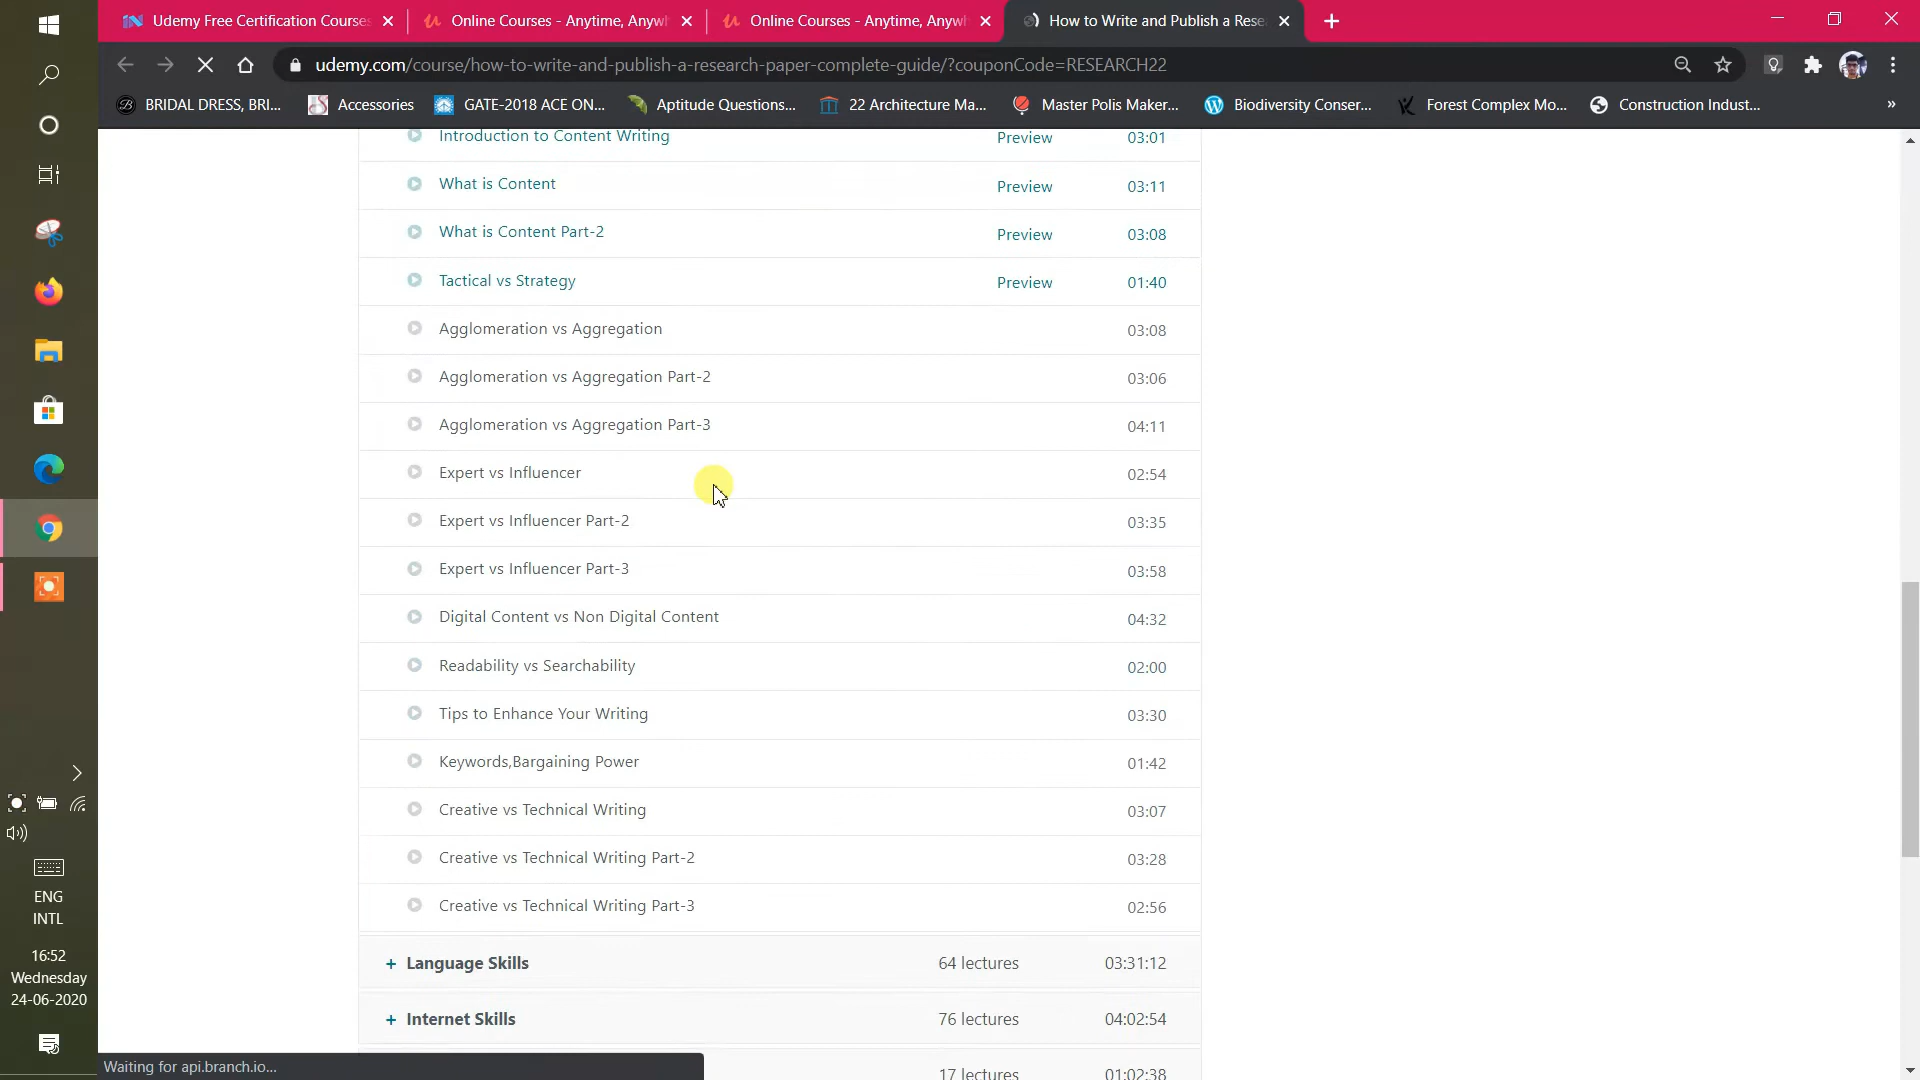 Udemy Free Certification Courses
Online Courses - Anytime, Anywh
Online Courses - Anytime, Anywh
How to Write and Publish a Rese
udemy.com/course/how-to-write-and-publish-a-research-paper-complete-guide/?couponCode=RESEARCH22
BRIDAL DRESS, BRI...
Accessories
GATE-2018 ACE ON...
Aptitude Questions...
22 Architecture Ma...
Master Polis Maker...
Biodiversity Conser...
Forest Complex Mo...
Construction Indust...
»
Introduction to Content Writing Preview 03:01
What is Content Preview 03:11
What is Content Part-2 Preview 03:08
Tactical vs Strategy Preview 01:40
Agglomeration vs Aggregation 03:08
Agglomeration vs Aggregation Part-2 03:06
Agglomeration vs Aggregation Part-3 04:11
Expert vs Influencer 02:54
Expert vs Influencer Part-2 03:35
Expert vs Influencer Part-3 03:58
Digital Content vs Non Digital Content 04:32
Readability vs Searchability 02:00
Tips to Enhance Your Writing 03:30
Keywords,Bargaining Power 01:42
Creative vs Technical Writing 03:07
Creative vs Technical Writing Part-2 03:28
Creative vs Technical Writing Part-3 02:56
+ Language Skills 64 lectures 03:31:12
+ Internet Skills 76 lectures 04:02:54
17 lectures 01:02:38
Waiting for api.branch.io...
ENG
INTL
16:52
Wednesday
24-06-2020